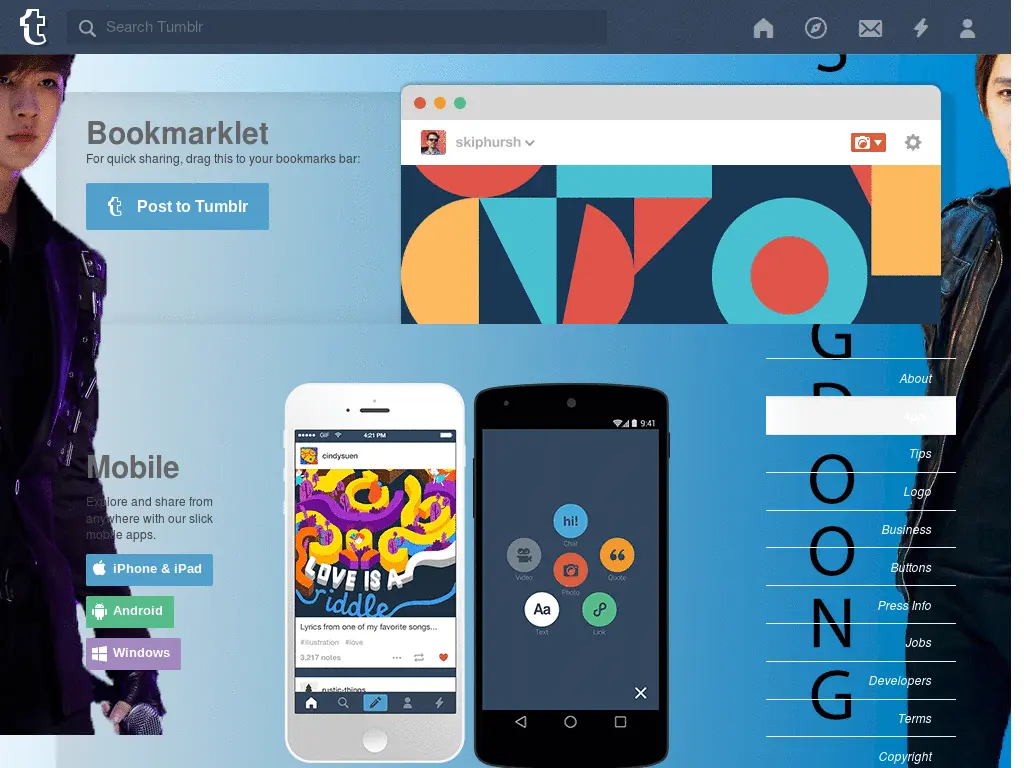 Search Tumblr
Bookmarklet
For quick sharing, drag this to your bookmarks bar:
Post to Tumblr
skiphursh
S
G
D
O
O
N
G
About
Apps
Tips
Logo
Business
Buttons
Press Info
Jobs
Developers
Terms
Copyright
Mobile
Explore and share from
anywhere with our slick
mobile apps.
iPhone & iPad
Android
Windows
GIF 4:21 PM
cindysuen
LOVE IS A
riddle
Lyrics from one of my favorite songs...
#illustration #love
3,217 notes
rustic-things
9:41
hi!
Chat
Video
Quote
Photo
Aa
Text
Link